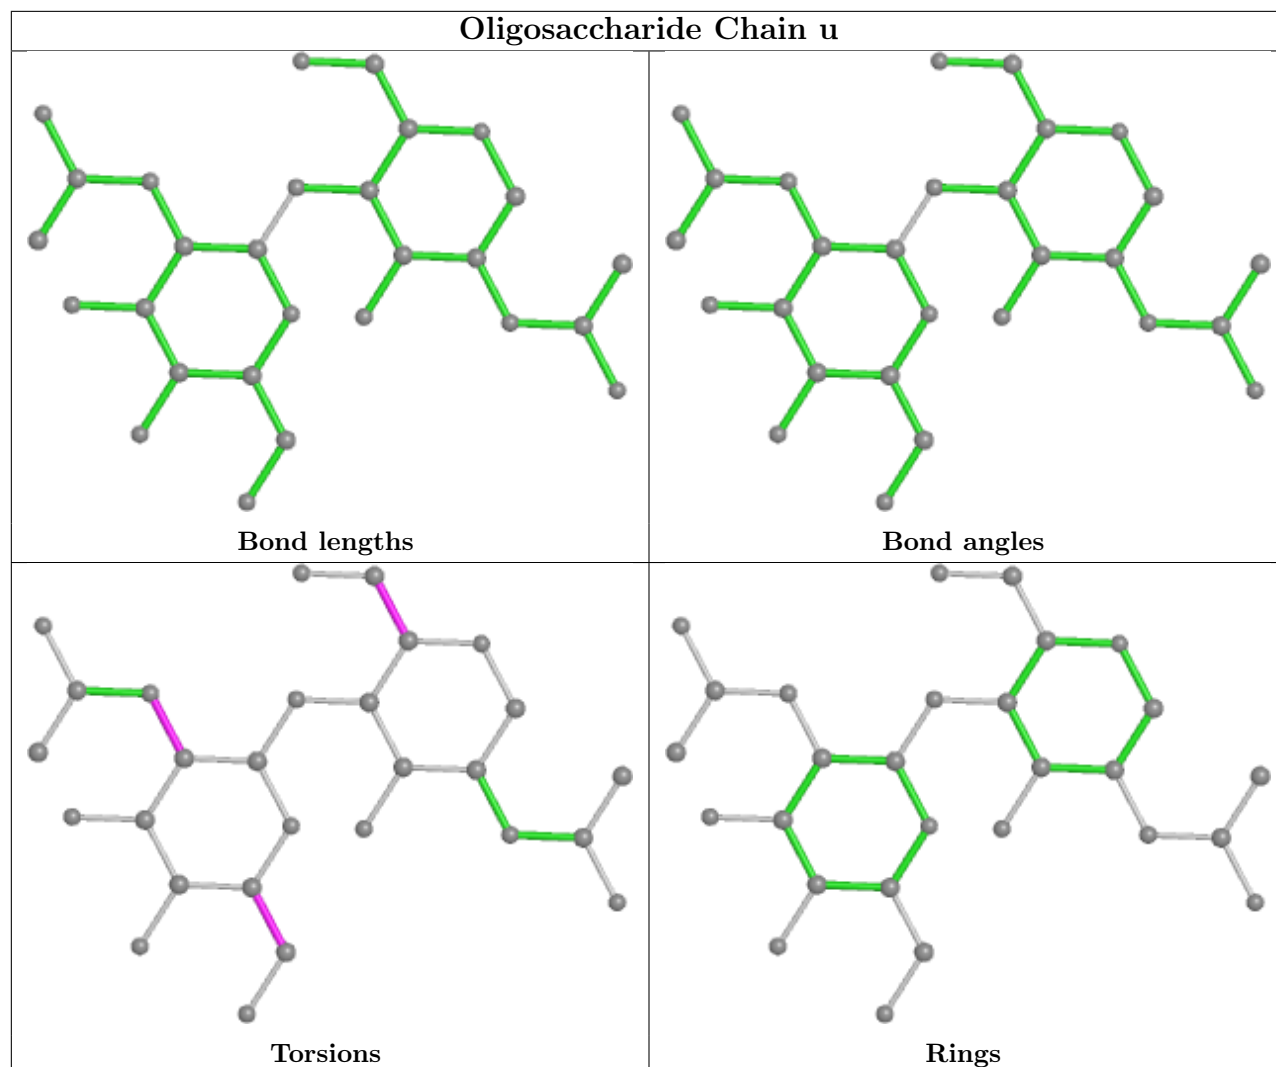 Oligosaccharide Chain u
Bond lengths
Bond angles
Torsions
Rings